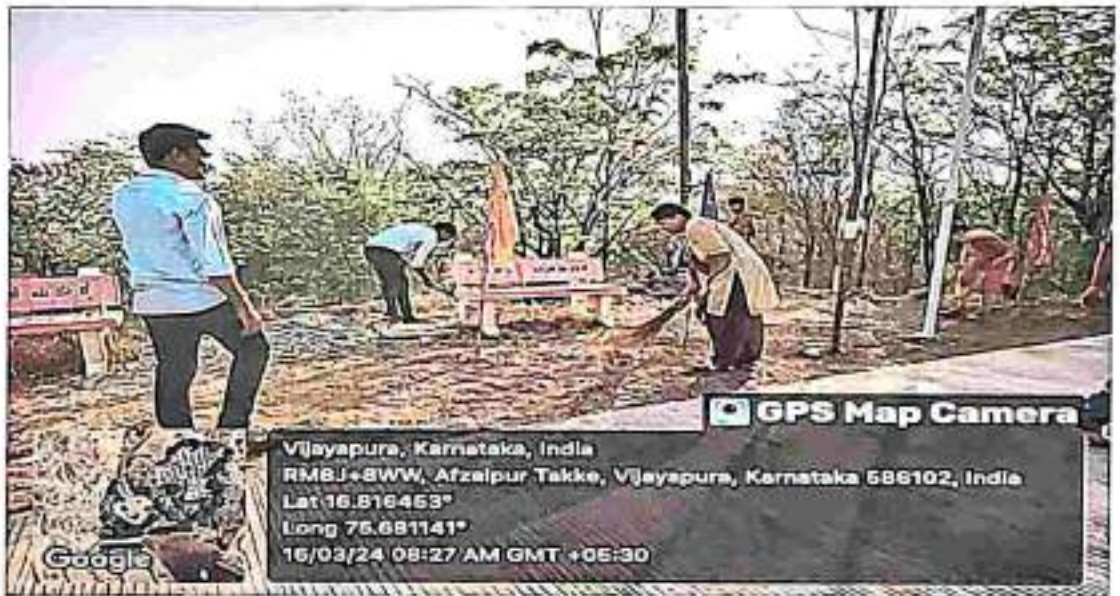 GPS Map Camera
Vijayapura, Karnataka, India
RM8J+8WW, Afzalpur Takke, Vijayapura, Karnataka 586102, India
Lat 16.816453°
Long 75.681141°
16/03/24 08:27 AM GMT +05:30
Google